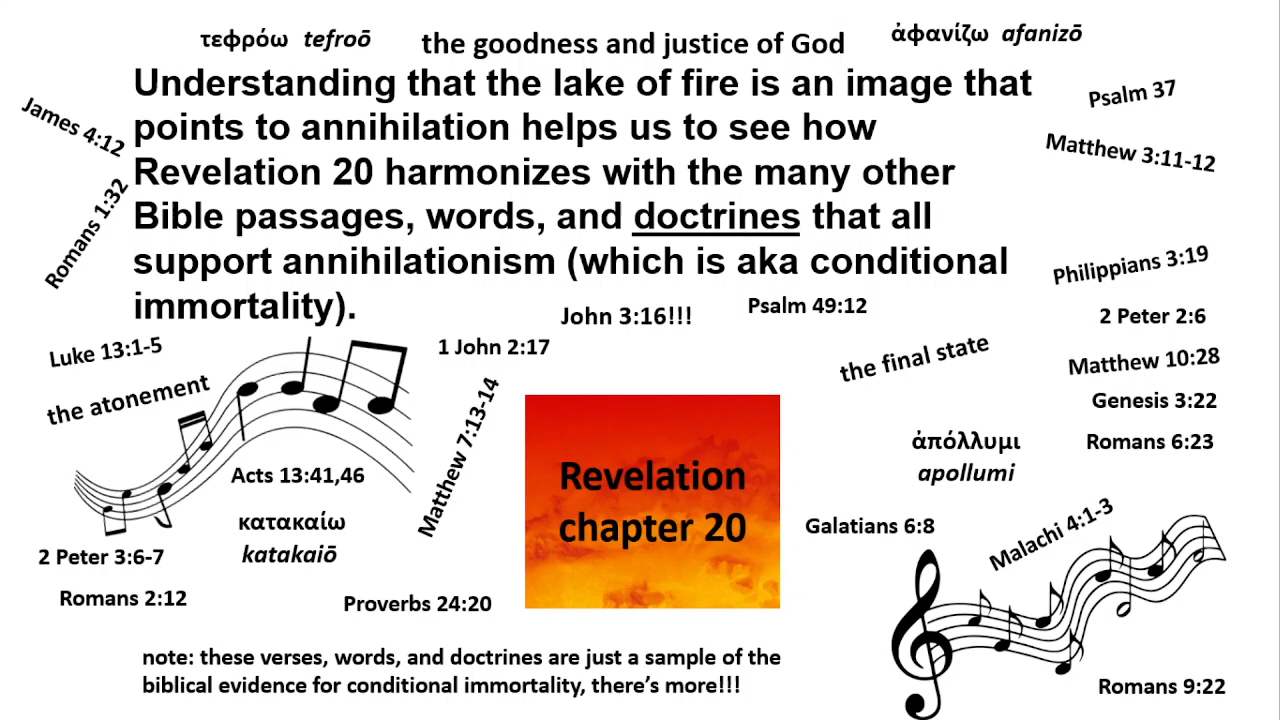 τεφρόω tefroō
the goodness and justice of God
ἀφανίζω afanizō
Understanding that the lake of fire is an image that
points to annihilation helps us to see how
Revelation 20 harmonizes with the many other
Bible passages, words, and doctrines that all
support annihilationism (which is aka conditional
immortality).
James 4:12
Romans 1:32
Psalm 37
Matthew 3:11-12
Philippians 3:19
John 3:16!!!
Psalm 49:12
2 Peter 2:6
Luke 13:1-5
1 John 2:17
the final state
Matthew 10:28
the atonement
Matthew 7:13-14
Genesis 3:22
ἀπόλλυμι
apollumi
Romans 6:23
Acts 13:41,46
Revelation
chapter 20
κατακαίω
katakaiō
Galatians 6:8
Malachi 4:1-3
2 Peter 3:6-7
Romans 2:12
Proverbs 24:20
note: these verses, words, and doctrines are just a sample of the
biblical evidence for conditional immortality, there’s more!!!
Romans 9:22